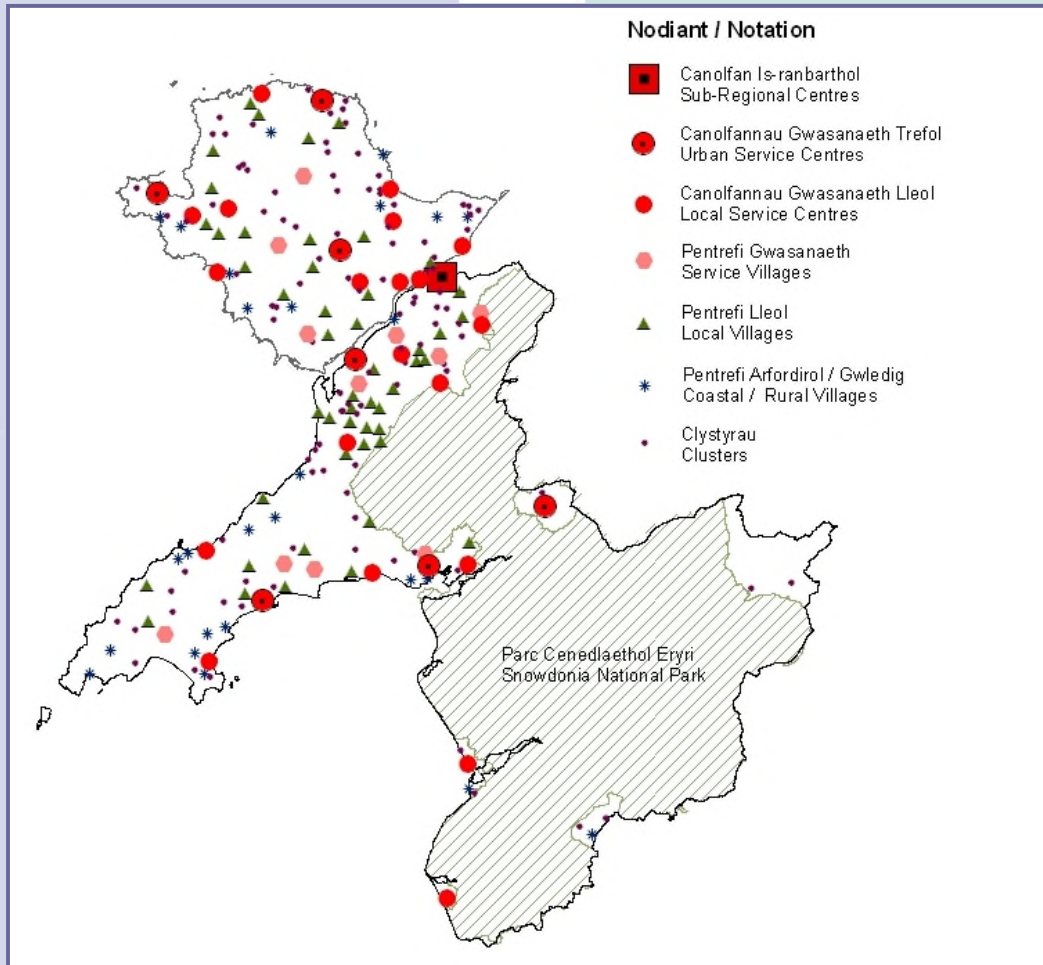 Nodiant / Notation
Canolfan Is-ranbarthol
Sub-Regional Centres
Canolfannau Gwasanaeth Trefol
Urban Service Centres
Canolfannau Gwasanaeth Lleol
Local Service Centres
Pentrefi Gwasanaeth
Service Villages
Pentrefi Lleol
Local Villages
Pentrefi Arfordirol / Gwledig
Coastal / Rural Villages
Clystyrau
Clusters
Parc Cenedlaethol Eryri
Snowdonia National Park